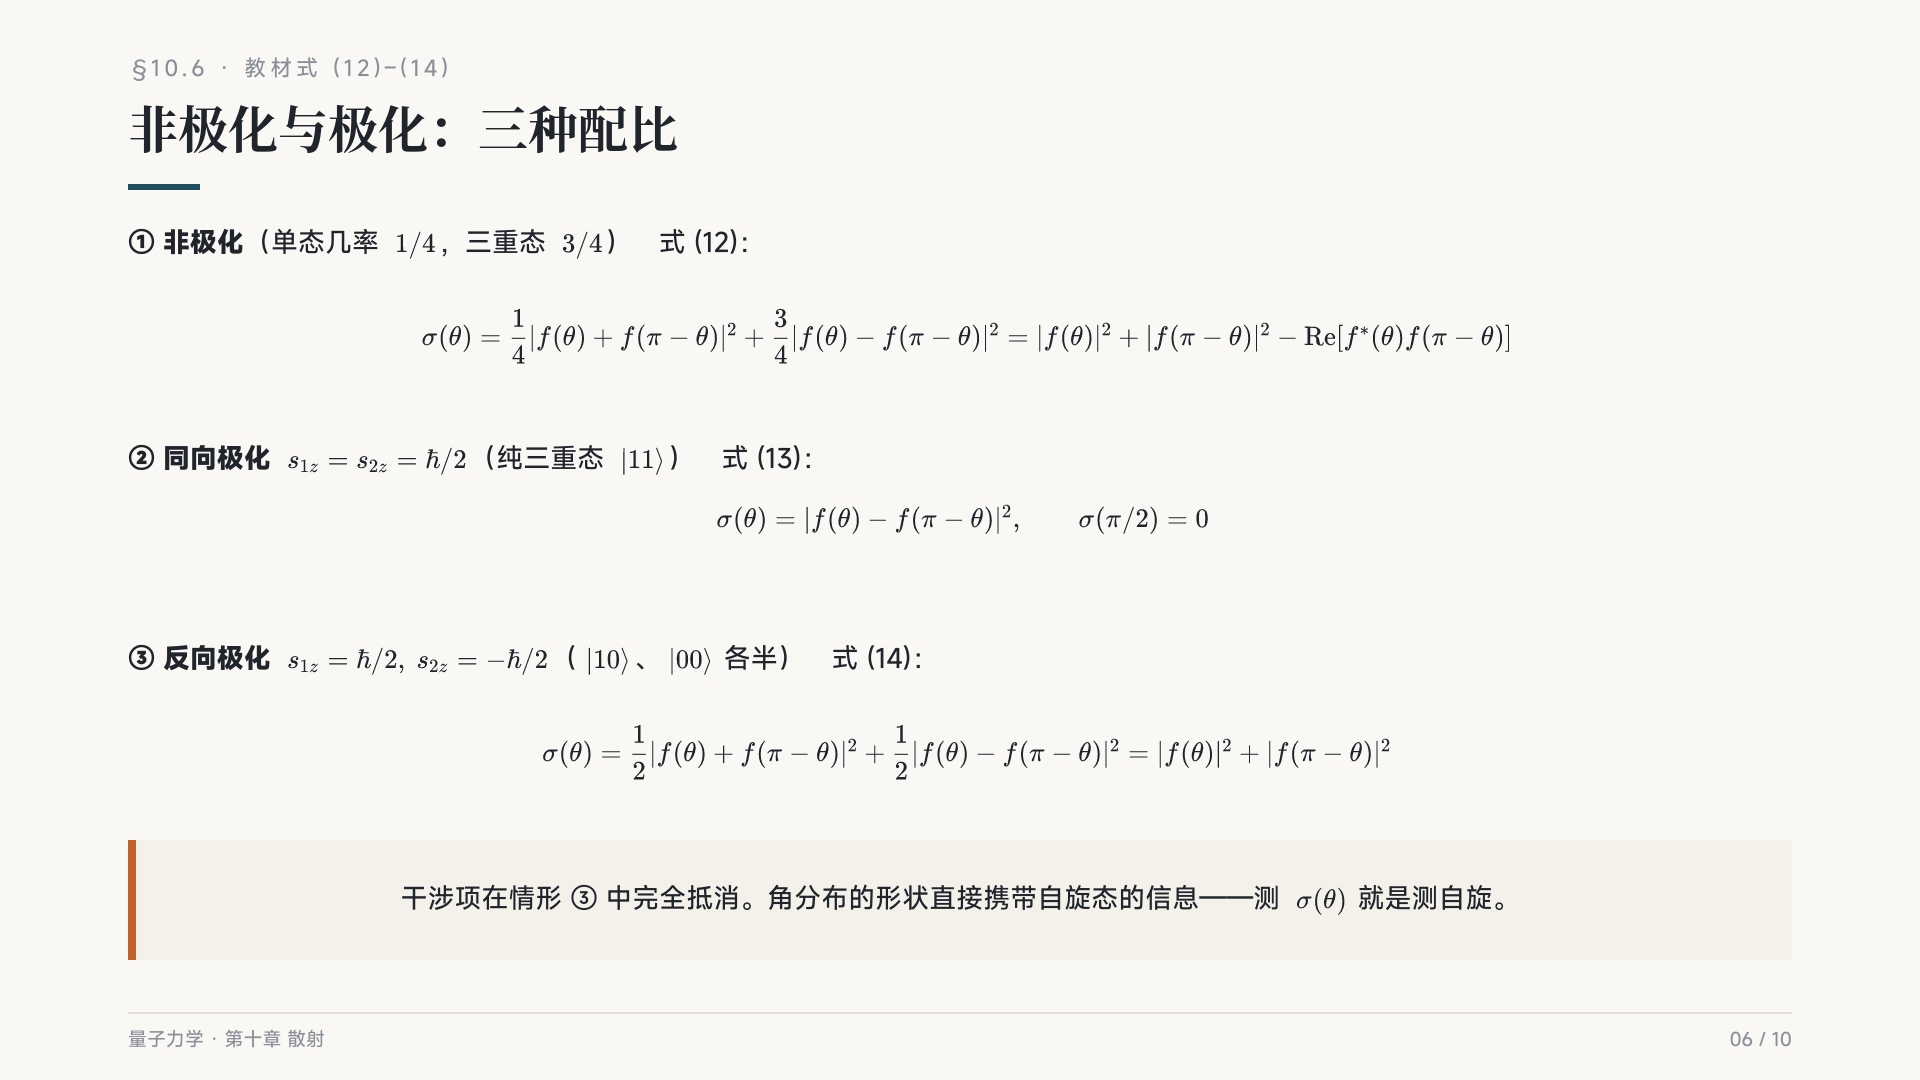 §10.6 · 教材式 (12)–(14)
非极化与极化：三种配比
① 非极化（单态几率 1/4，三重态 3/4） 式 (12)：
σ(θ) = 1/4|f(θ) + f(π − θ)|² + 3/4|f(θ) − f(π − θ)|² = |f(θ)|² + |f(π − θ)|² − Re[f*(θ)f(π − θ)]
② 同向极化 s₁z = s₂z = ℏ/2（纯三重态 |11⟩） 式 (13)：
σ(θ) = |f(θ) − f(π − θ)|², σ(π/2) = 0
③ 反向极化 s₁z = ℏ/2, s₂z = −ℏ/2（ |10⟩、 |00⟩ 各半） 式 (14)：
σ(θ) = 1/2|f(θ) + f(π − θ)|² + 1/2|f(θ) − f(π − θ)|² = |f(θ)|² + |f(π − θ)|²
干涉项在情形 ③ 中完全抵消。角分布的形状直接携带自旋态的信息——测 σ(θ) 就是测自旋。
量子力学 · 第十章 散射
06 / 10